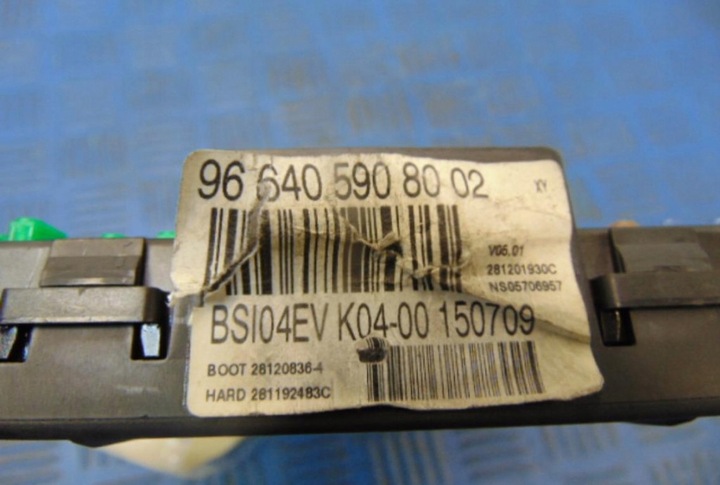 96 640 590 80 02 XY
V06.01
281201930C
NS05706957
BSI04EV K04-00 150709
BOOT 28120836-4
HARD 281192483C